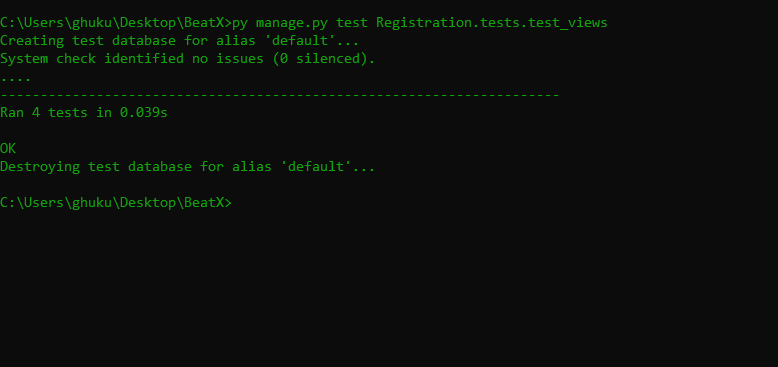 C:\Users\ghuku\Desktop\BeatX>py manage.py test Registration.tests.test_views
Creating test database for alias 'default'...
System check identified no issues (0 silenced).
....
----------------------------------------------------------------------
Ran 4 tests in 0.039s
OK
Destroying test database for alias 'default'...
C:\Users\ghuku\Desktop\BeatX>